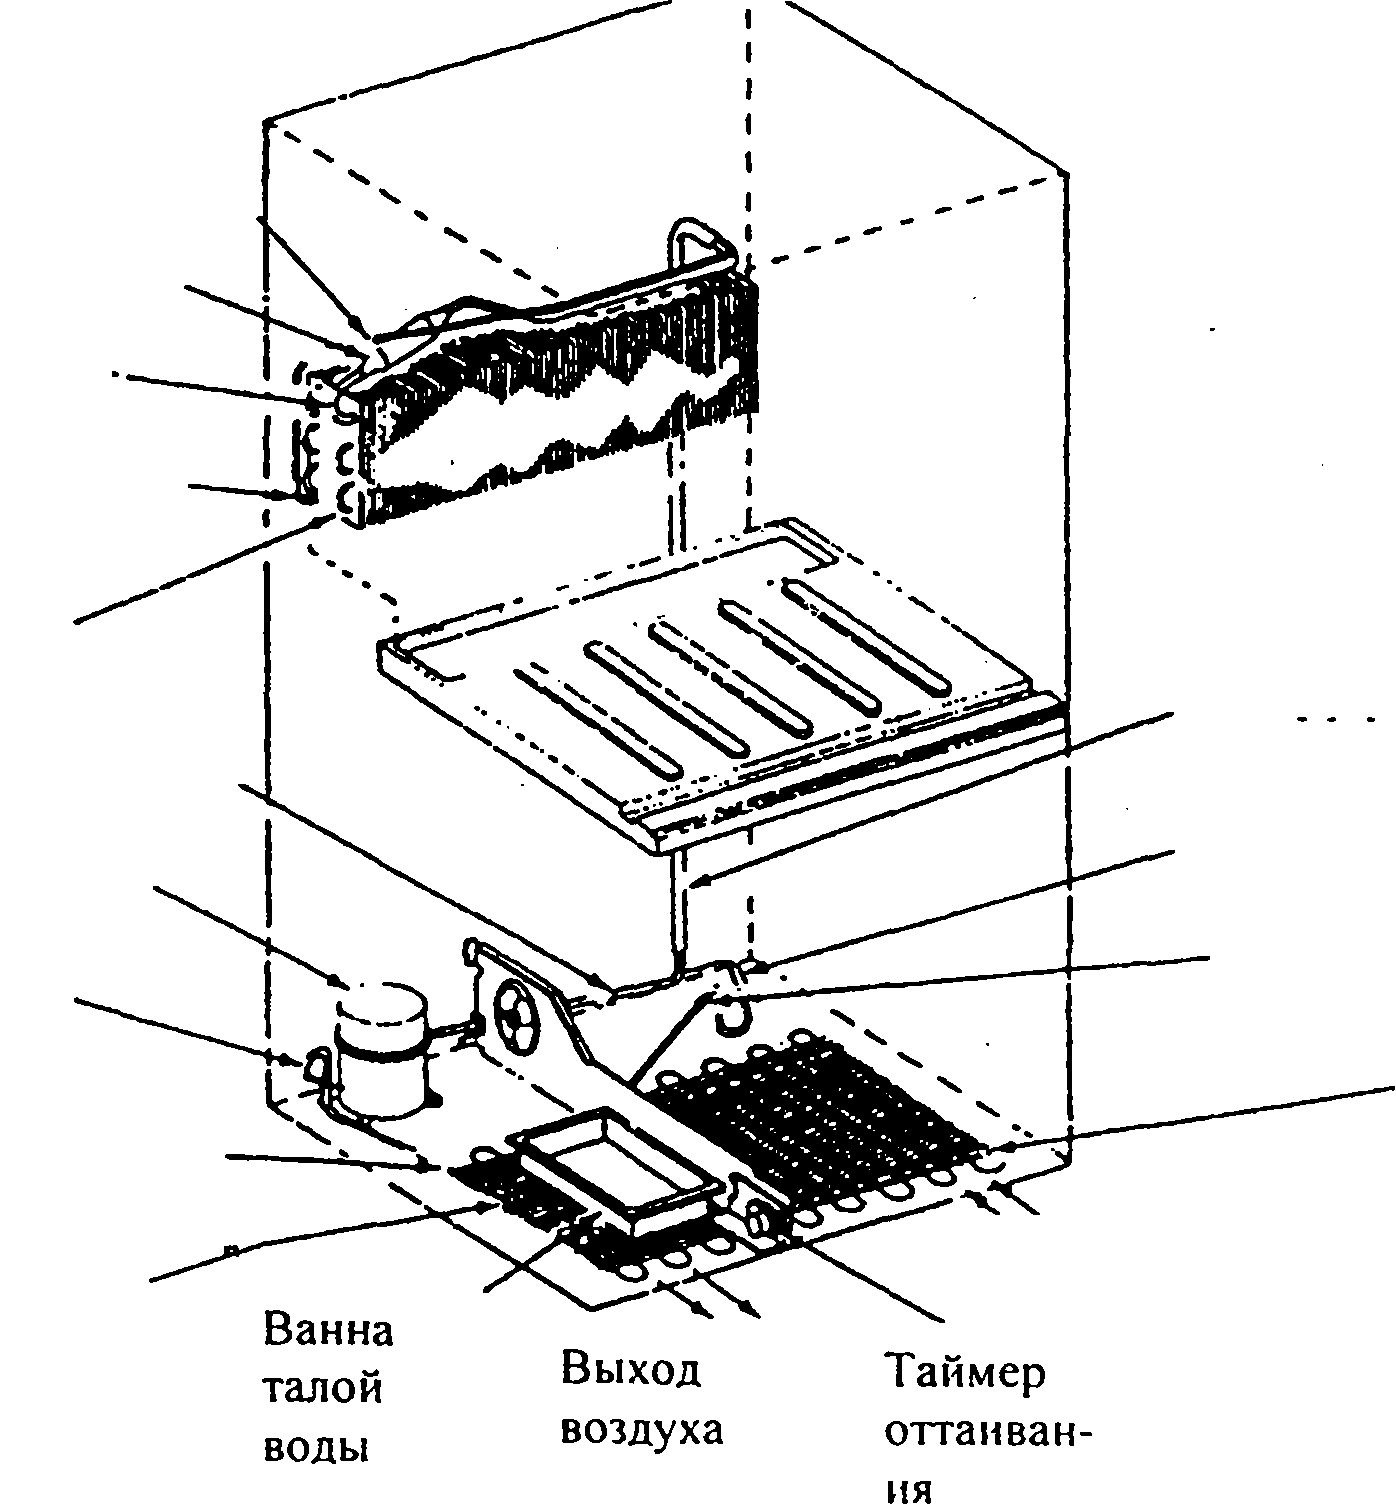 Ванна
талой
воды
Выход
воздуха
Таймер
оттаиван-
ия